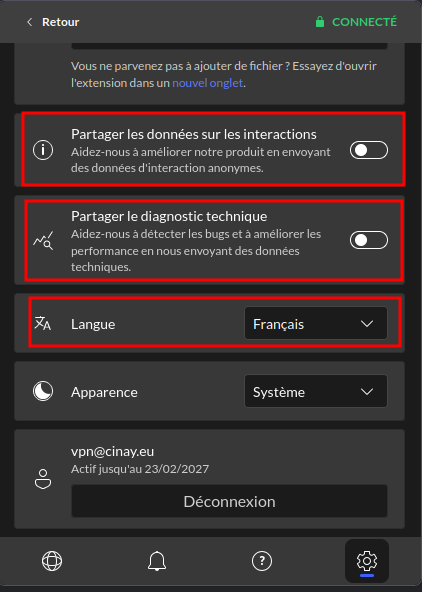 Retour
CONNECTÉ
Vous ne parvenez pas à ajouter de fichier ? Essayez d'ouvrir
l'extension dans un nouvel onglet.
Partager les données sur les interactions
Aidez-nous à améliorer notre produit en envoyant
des données d'interaction anonymes.
Partager le diagnostic technique
Aidez-nous à détecter les bugs et à améliorer les
performance en nous envoyant des données
techniques.
Langue
Français
Apparence
Système
vpn@cinay.eu
Actif jusqu'au 23/02/2027
Déconnexion